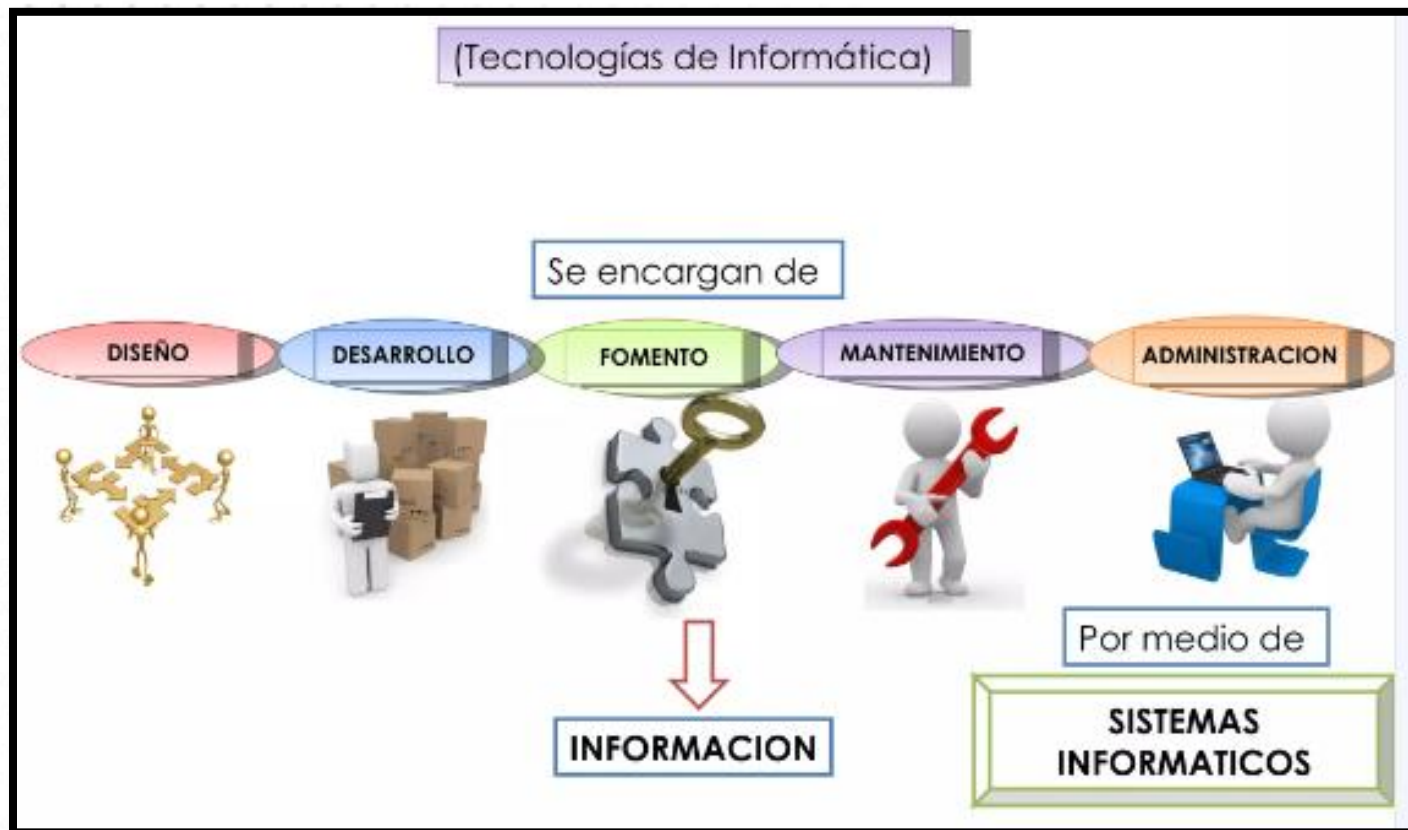 (Tecnologías de Informática)
Se encargan de
DISEÑO
DESARROLLO
FOMENTO
MANTENIMIENTO
ADMINISTRACION
INFORMACION
Por medio de
SISTEMAS
INFORMATICOS